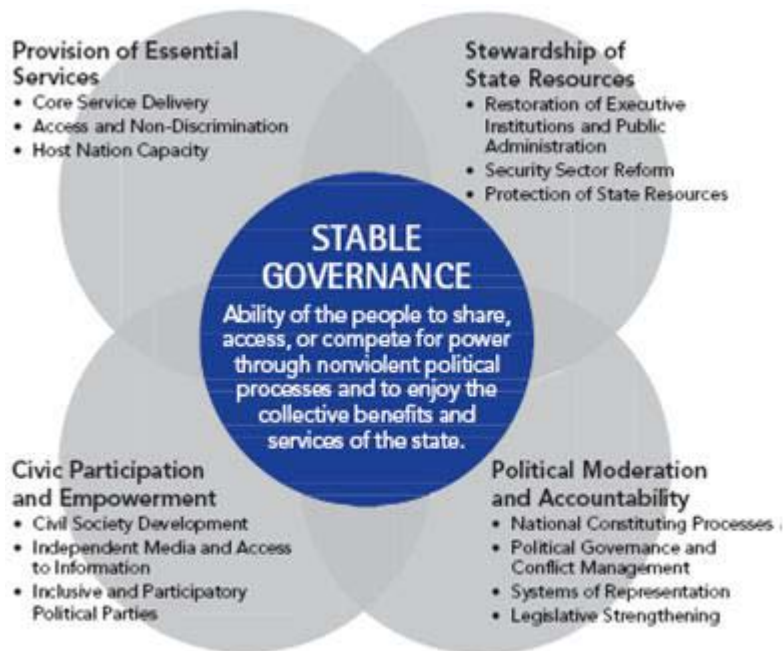 Provision of Essential
Services
• Core Service Delivery
• Access and Non-Discrimination
• Host Nation Capacity
Stewardship of
State Resources
• Restoration of Executive
Institutions and Public
Administration
• Security Sector Reform
• Protection of State Resources
STABLE
GOVERNANCE
Ability of the people to share,
access, or compete for power
through nonviolent political
processes and to enjoy the
collective benefits and
services of the state.
Civic Participation
and Empowerment
• Civil Society Development
• Independent Media and Access
to Information
• Inclusive and Participatory
Political Parties
Political Moderation
and Accountability
• National Constituting Processes
• Political Governance and
Conflict Management
• Systems of Representation
• Legislative Strengthening